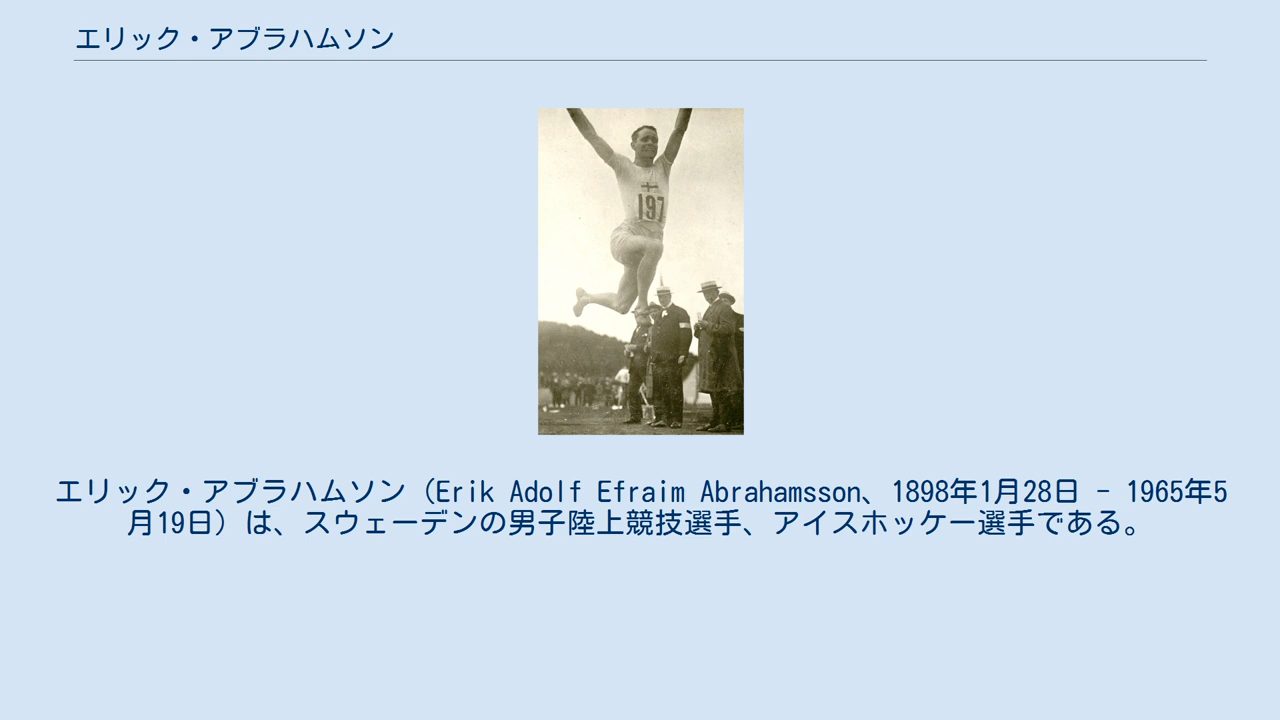 エリック・アブラハムソン
197
エリック・アブラハムソン（Erik Adolf Efraim Abrahamsson、1898年1月28日 - 1965年5
月19日）は、スウェーデンの男子陸上競技選手、アイスホッケー選手である。